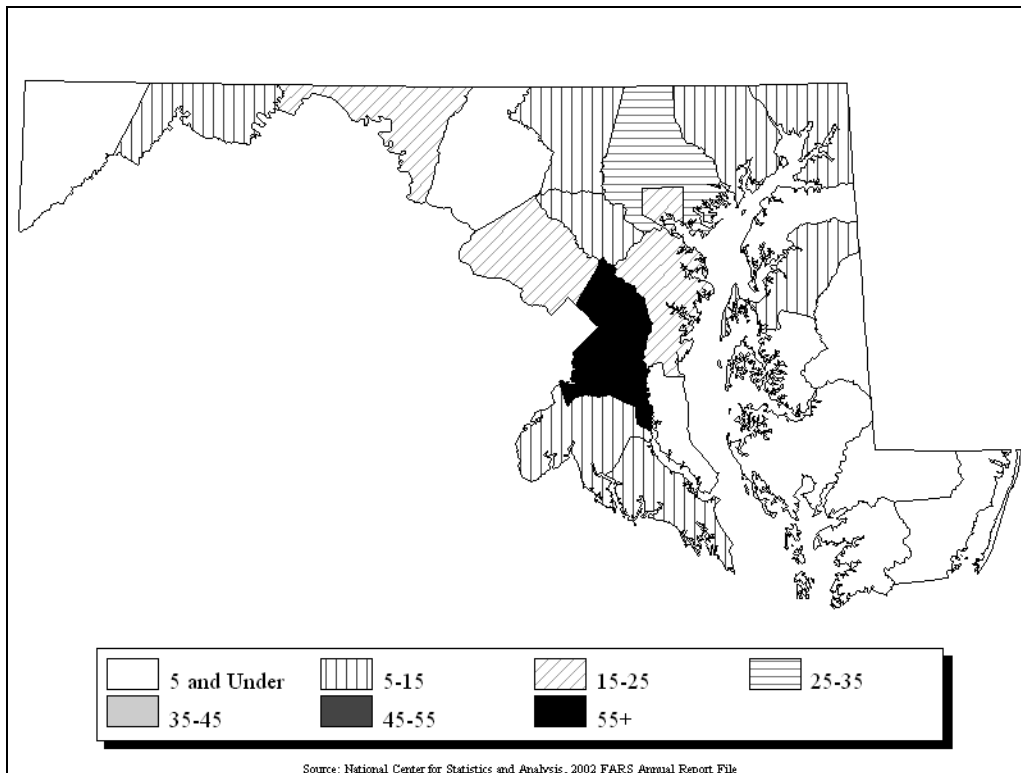 5 and Under 5-15 15-25 25-35
35-45 45-55 55+
Source: National Center for Statistics and Analysis, 2002 FARS Annual Report File